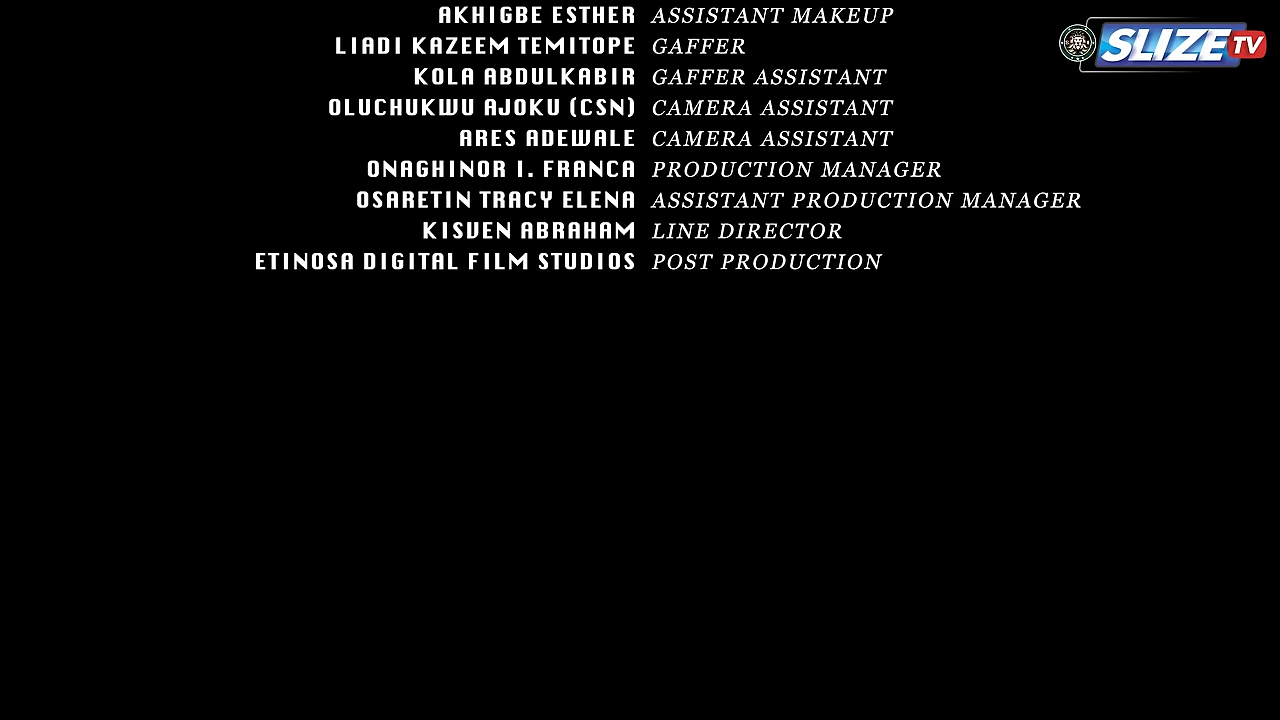 AKHIGBE ESTHER ASSISTANT MAKEUP
LIADI KAZEEM TEMITOPE GAFFER
KOLA ABDULKABIR GAFFER ASSISTANT
OLUCHUKWU AJOKU (CSN) CAMERA ASSISTANT
ARES ADEWALE CAMERA ASSISTANT
ONAGHINOR I. FRANCA PRODUCTION MANAGER
OSARETIN TRACY ELENA ASSISTANT PRODUCTION MANAGER
KISVEN ABRAHAM LINE DIRECTOR
ETINOSA DIGITAL FILM STUDIOS POST PRODUCTION
SLIZE TV